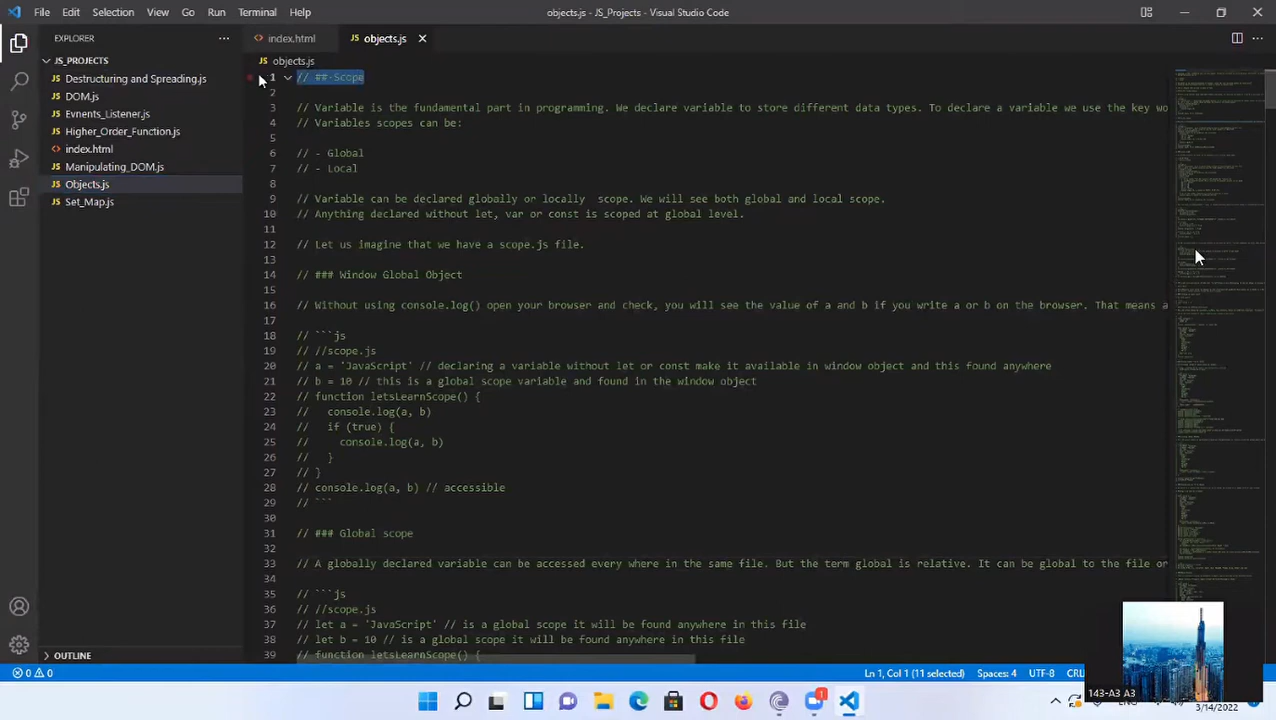 File Edit Selection View Go Run Terminal Help
objects.js - JS_Projects - Visual Studio Code
EXPLORER
JS_PROJECTS
Destructuring and Spreading.js
DOM.js
Evnents_Listener.js
Higher_Order_Function.js
index.html
Manipulating_DOM.js
Objects.js
Set_Map.js
OUTLINE
index.html
objects.js
objects.js
1 // ## Scope
2
3 // Variable is the fundamental part in programming. We declare variable to store different data types. To declare a variable we use the key wo
4 // Variables scopes can be:
5
6 // - Global
7 // - Local
8
9 // Variable can be declared globally or locally scope. We will see both global and local scope.
10 // Anything declared without let, var or const is scoped at global level.
11
12 // Let us imagine that we have a scope.js file.
13
14 // ### Window Global Object
15
16 // Without using console.log() open your browser and check, you will see the value of a and b if you write a or b on the browser. That means a
17
18 // ```js
19 // //scope.js
20 // a = 'JavaScript' // declaring a variable without let or const make it available in window object and this found anywhere
21 // b = 10 // this is a global scope variable and found in the window object
22 // function letsLearnScope() {
23 // console.log(a, b)
24 // if (true) {
25 // console.log(a, b)
26 // }
27 // }
28 // console.log(a, b) // accessible
29 // ```
30
31 // ### Global scope
32
33 // A globally declared variable can be accessed every where in the same file. But the term global is relative. It can be global to the file or
34
35 // ```js
36 // //scope.js
37 // let a = 'JavaScript' // is a global scope it will be found anywhere in this file
38 // let b = 10 // is a global scope it will be found anywhere in this file
39 // function letsLearnScope() {
0 0
Ln 1, Col 1 (11 selected) Spaces: 4 UTF-8
143-A3 A3
1
3/14/2022